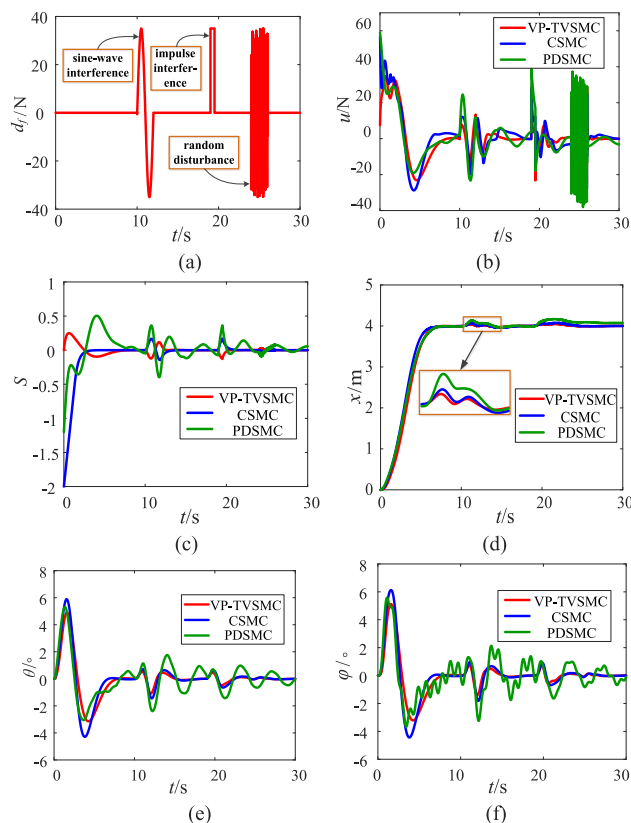 40
20
0
-20
-40
d_f/N
sine-wave
interference
impulse
interfer-
ence
random
disturbance
0
10
20
30
t/s
(a)
60
40
20
0
-20
-40
u/N
VP-TVSMC
CSMC
PDSMC
0
5
10
15
20
25
30
t/s
(b)
1
0.5
0
-0.5
-1
-1.5
-2
S
VP-TVSMC
CSMC
PDSMC
0
10
20
30
t/s
(c)
5
4
3
2
1
0
x/m
VP-TVSMC
CSMC
PDSMC
0
10
20
30
t/s
(d)
8
6
4
2
0
-2
-4
-6
θ/°
VP-TVSMC
CSMC
PDSMC
0
10
20
30
t/s
(e)
8
6
4
2
0
-2
-4
-6
φ/°
VP-TVSMC
CSMC
PDSMC
0
10
20
30
t/s
(f)